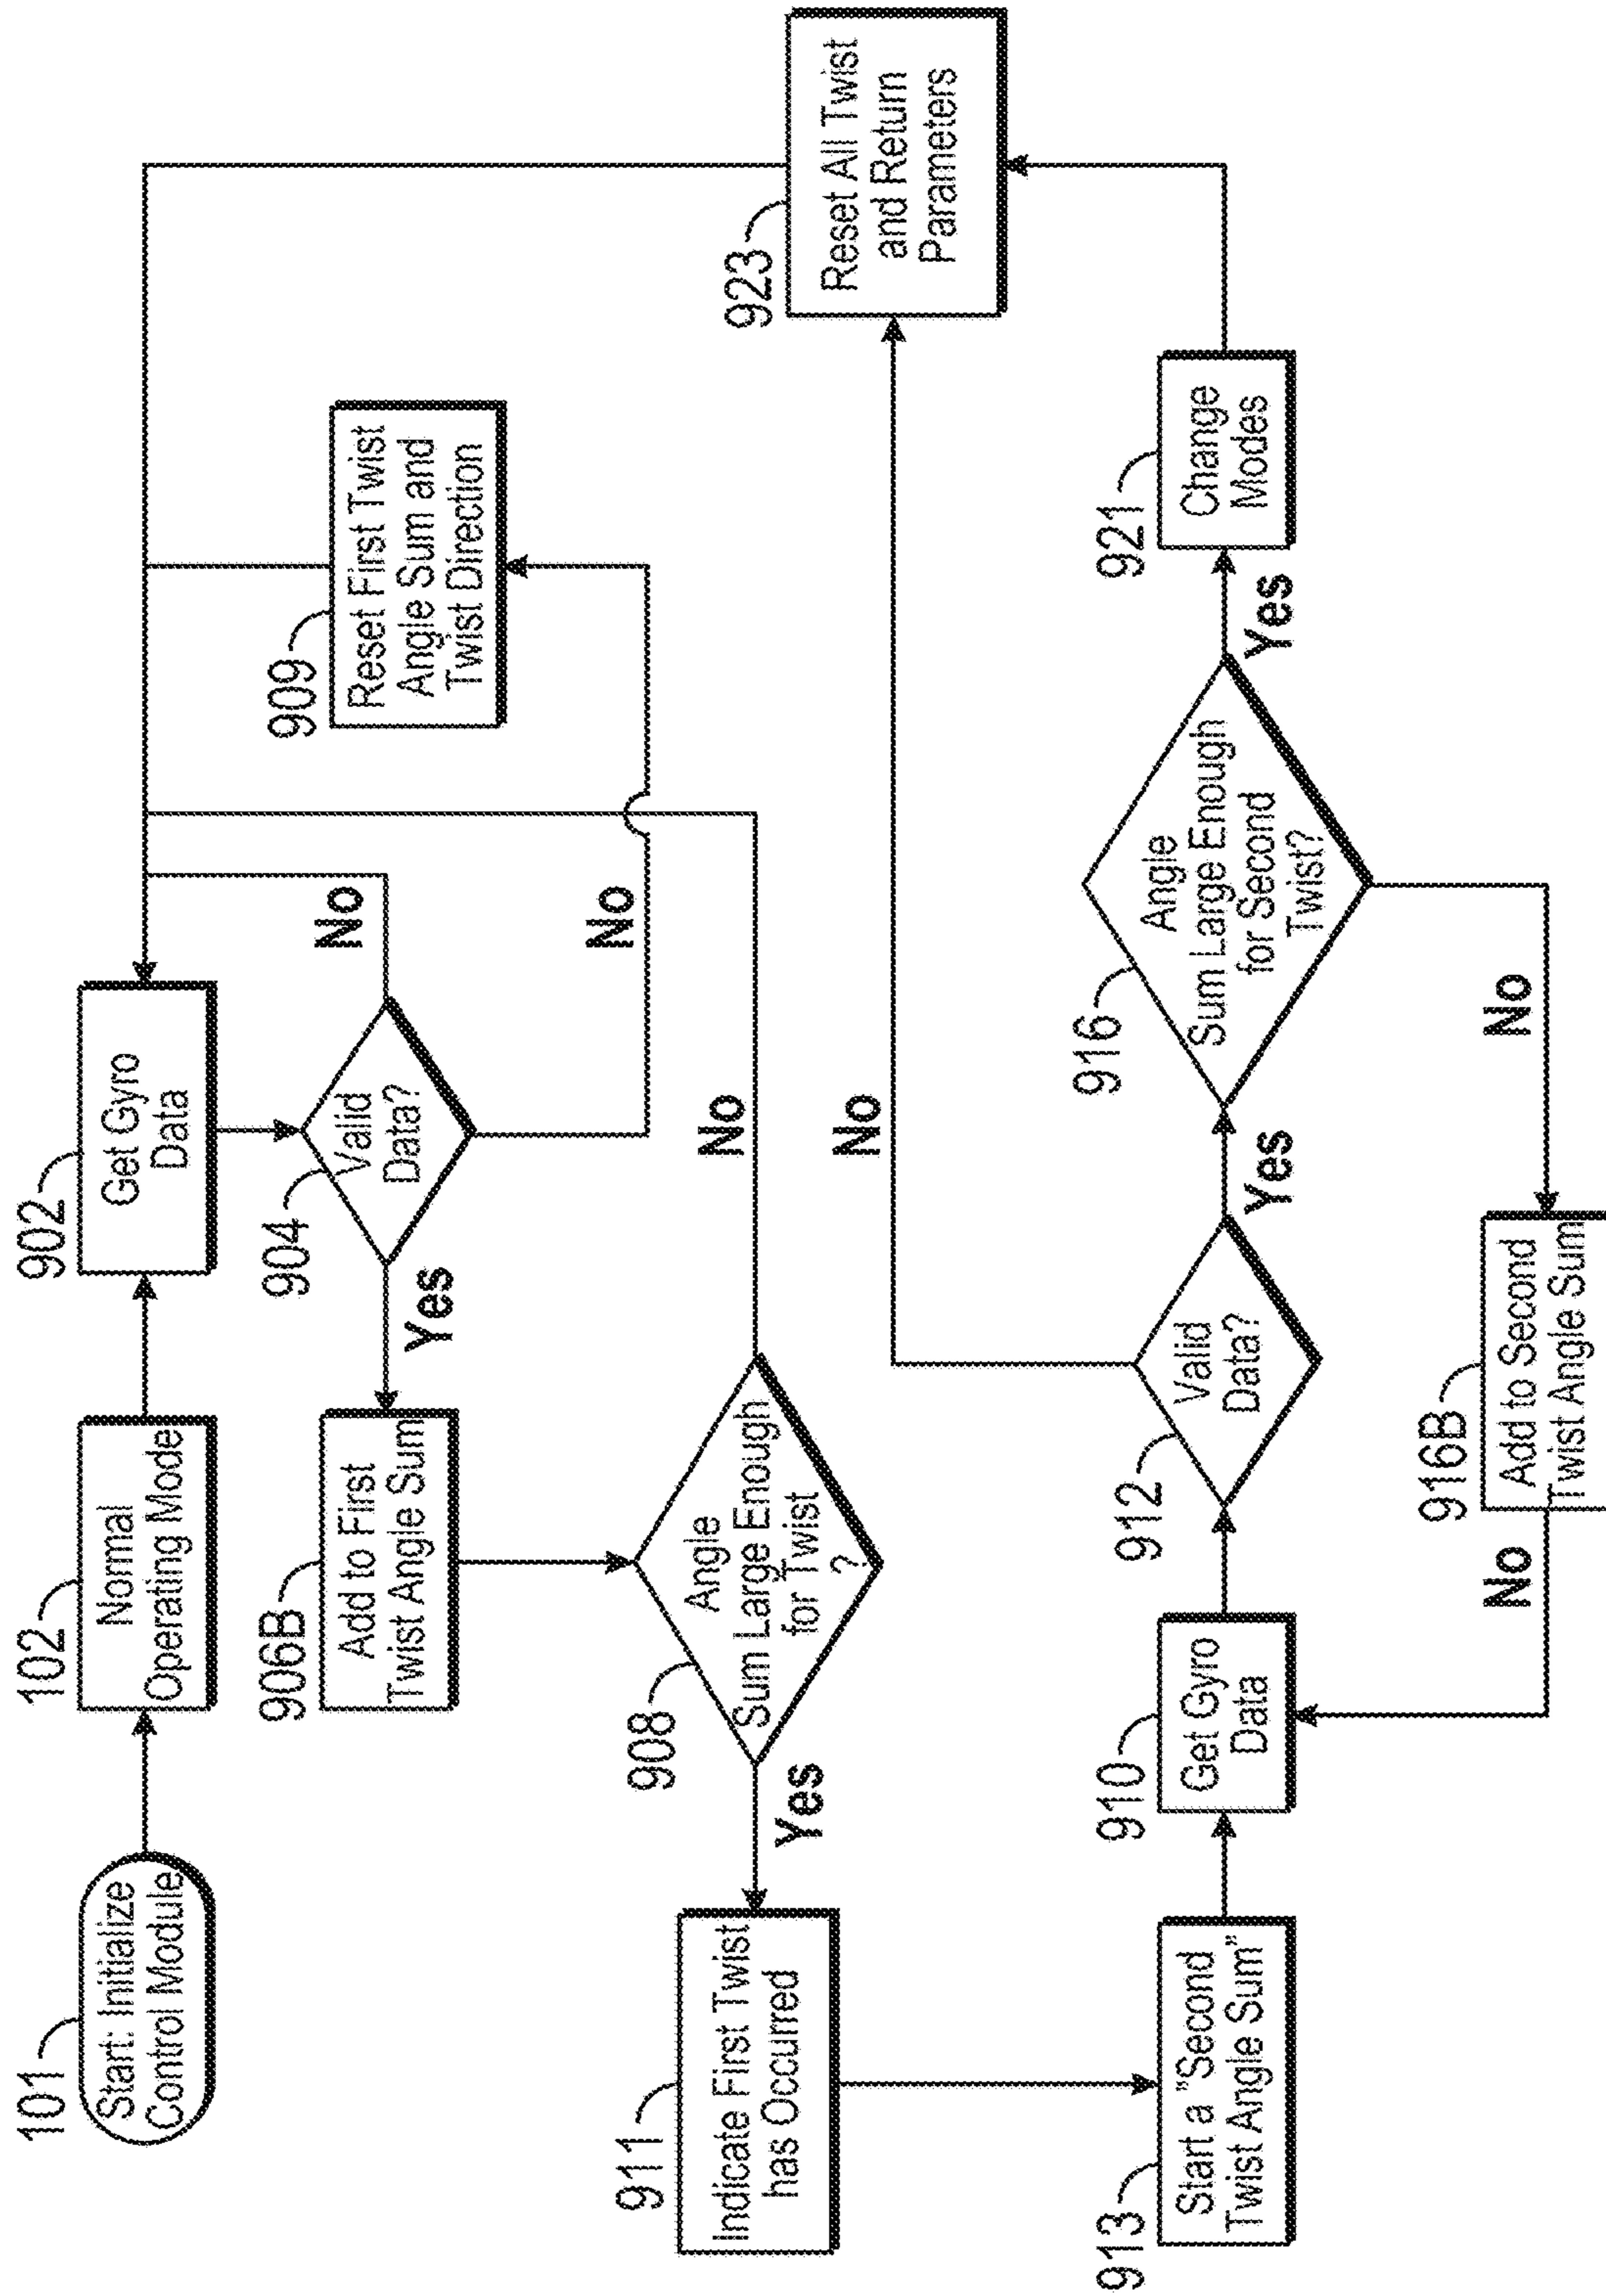 101
Start: Initialize
Control Module
102
Normal
Operating Mode
902
Get Gyro
Data
904
Valid
Data?
No
No
Yes
906B
Add to First
Twist Angle Sum
909
Reset First Twist
Angle Sum and
Twist Direction
908
Angle
Sum Large Enough
for Twist
?
No
Yes
911
Indicate First Twist
has Occurred
923
Reset All Twist
and Return
Parameters
913
Start a "Second
Twist Angle Sum"
910
Get Gyro
Data
912
Valid
Data?
No
Yes
916
Angle
Sum Large Enough
for Second
Twist?
Yes
921
Change
Modes
No
916B
Add to Second
Twist Angle Sum
No